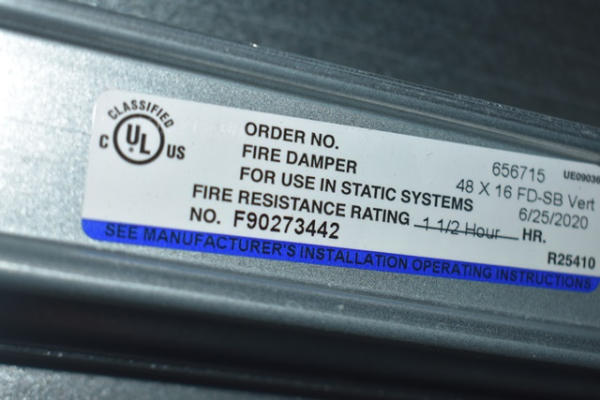 CLASSIFIED
C UL US
ORDER NO. 656715 UE09036
FIRE DAMPER 48 X 16 FD-SB Vert
FOR USE IN STATIC SYSTEMS 6/25/2020
FIRE RESISTANCE RATING 1 1/2 Hour HR.
NO. F90273442 R25410
SEE MANUFACTURER'S INSTALLATION OPERATING INSTRUCTIONS